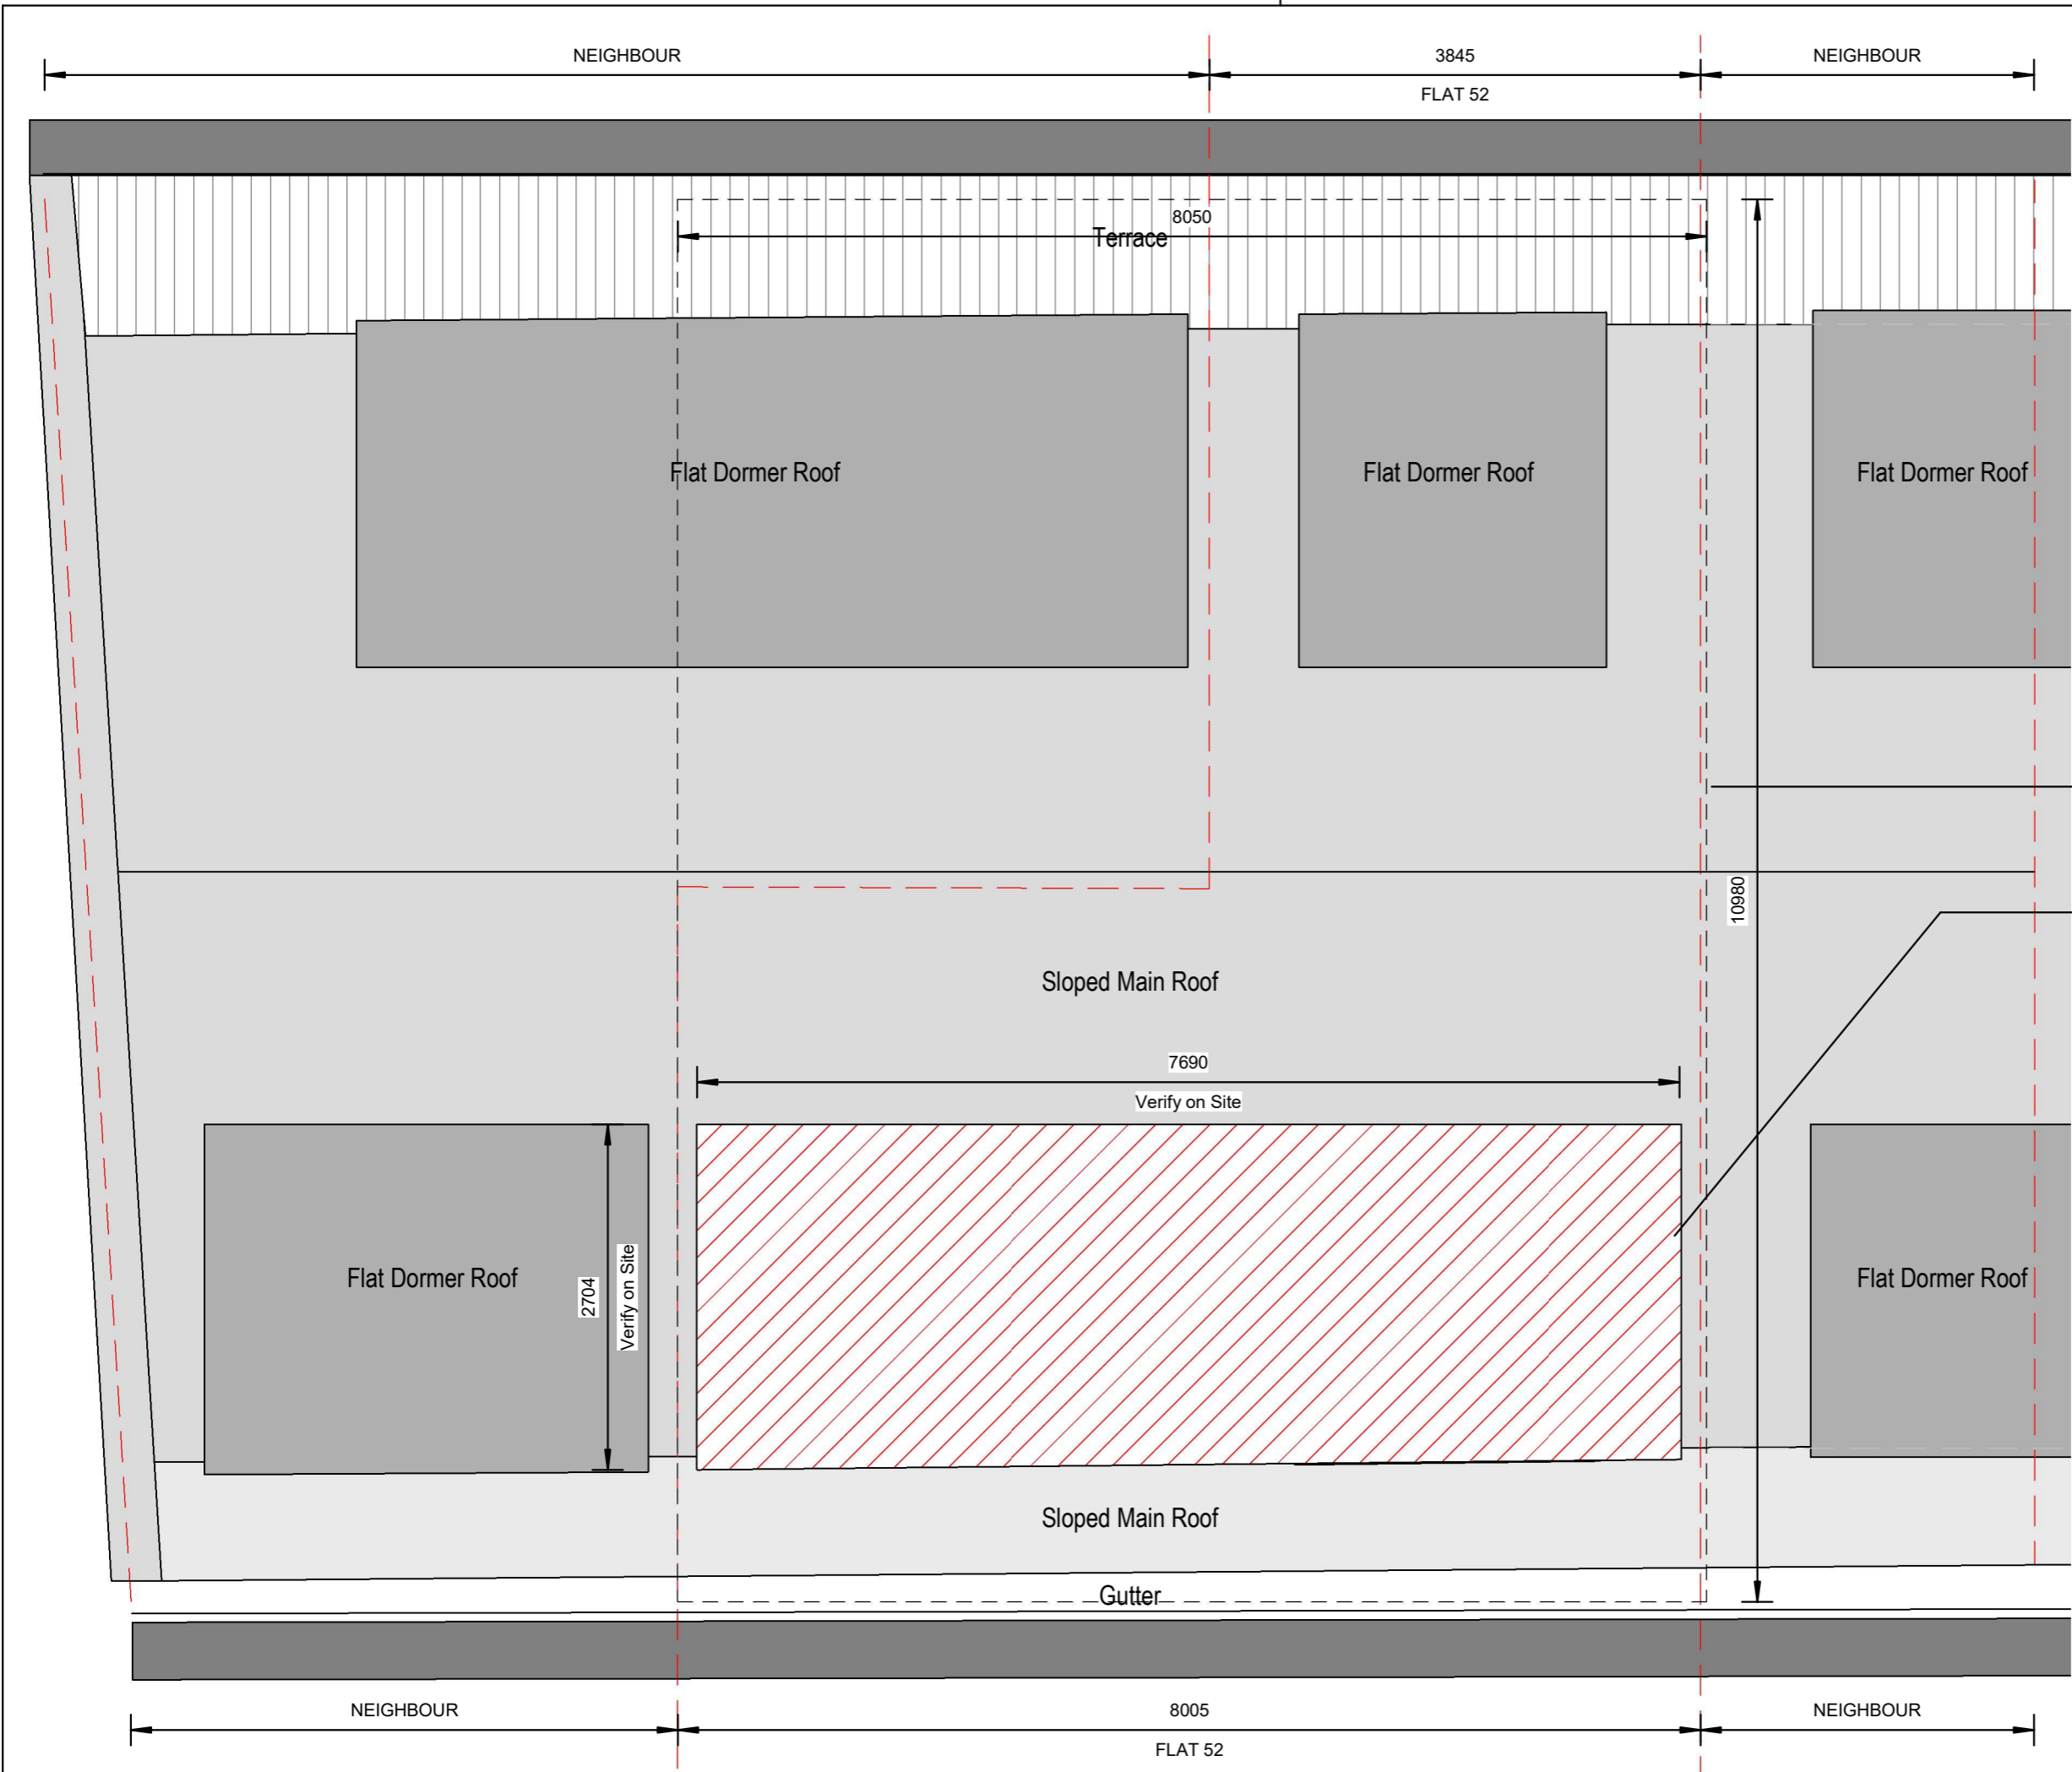 NEIGHBOUR
3845
NEIGHBOUR
FLAT 52
8050
Terrace
Flat Dormer Roof
Flat Dormer Roof
Flat Dormer Roof
10980
Sloped Main Roof
7690
Verify on Site
Flat Dormer Roof
2704
Verify on Site
Flat Dormer Roof
Sloped Main Roof
Gutter
NEIGHBOUR
8005
NEIGHBOUR
FLAT 52